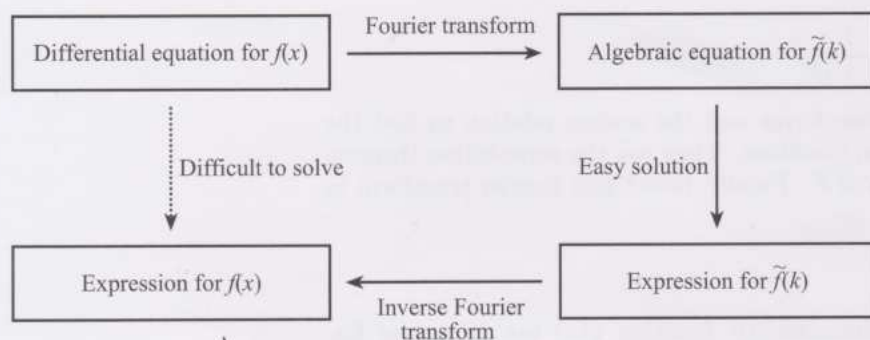 Fourier transform
Differential equation for f(x)
Algebraic equation for f̃(k)
Difficult to solve
Easy solution
Expression for f(x)
Expression for f̃(k)
Inverse Fourier
transform